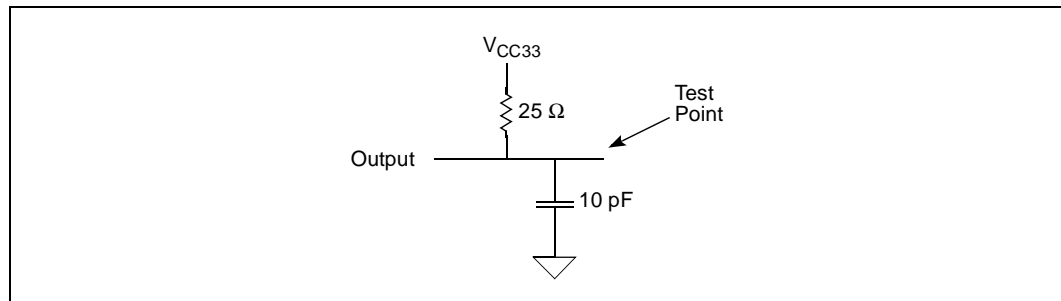 VCC33
25 Ω
Test
Point
Output
10 pF